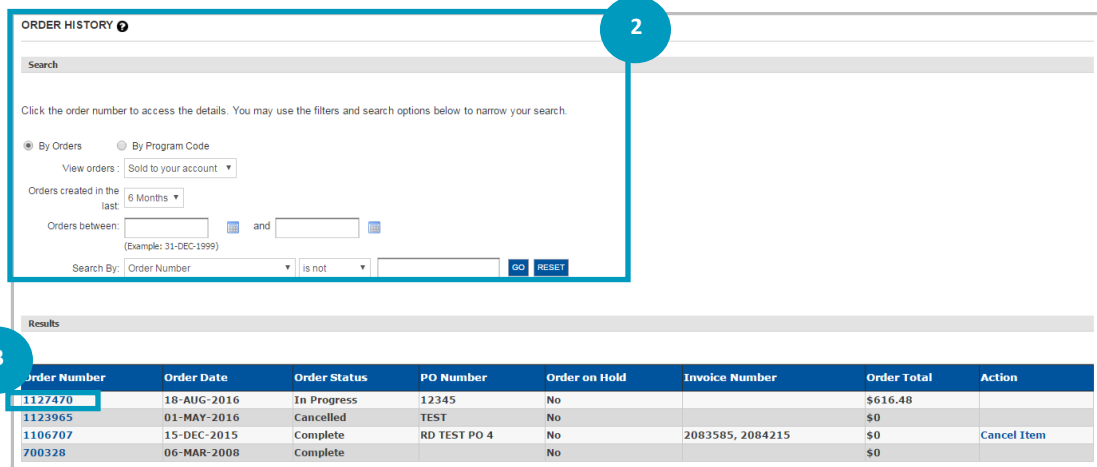 ORDER HISTORY ?
2
Search
Click the order number to access the details. You may use the filters and search options below to narrow your search.
By Orders By Program Code
View orders : Sold to your account
Orders created in the last: 6 Months
Orders between: and
(Example: 31-DEC-1999)
Search By: Order Number is not GO RESET
Results
3
Order Number Order Date Order Status PO Number Order on Hold Invoice Number Order Total Action
1127470 18-AUG-2016 In Progress 12345 No $616.48
1123965 01-MAY-2016 Cancelled TEST No $0
1106707 15-DEC-2015 Complete RD TEST PO 4 No 2083585, 2084215 $0 Cancel Item
700328 06-MAR-2008 Complete No $0